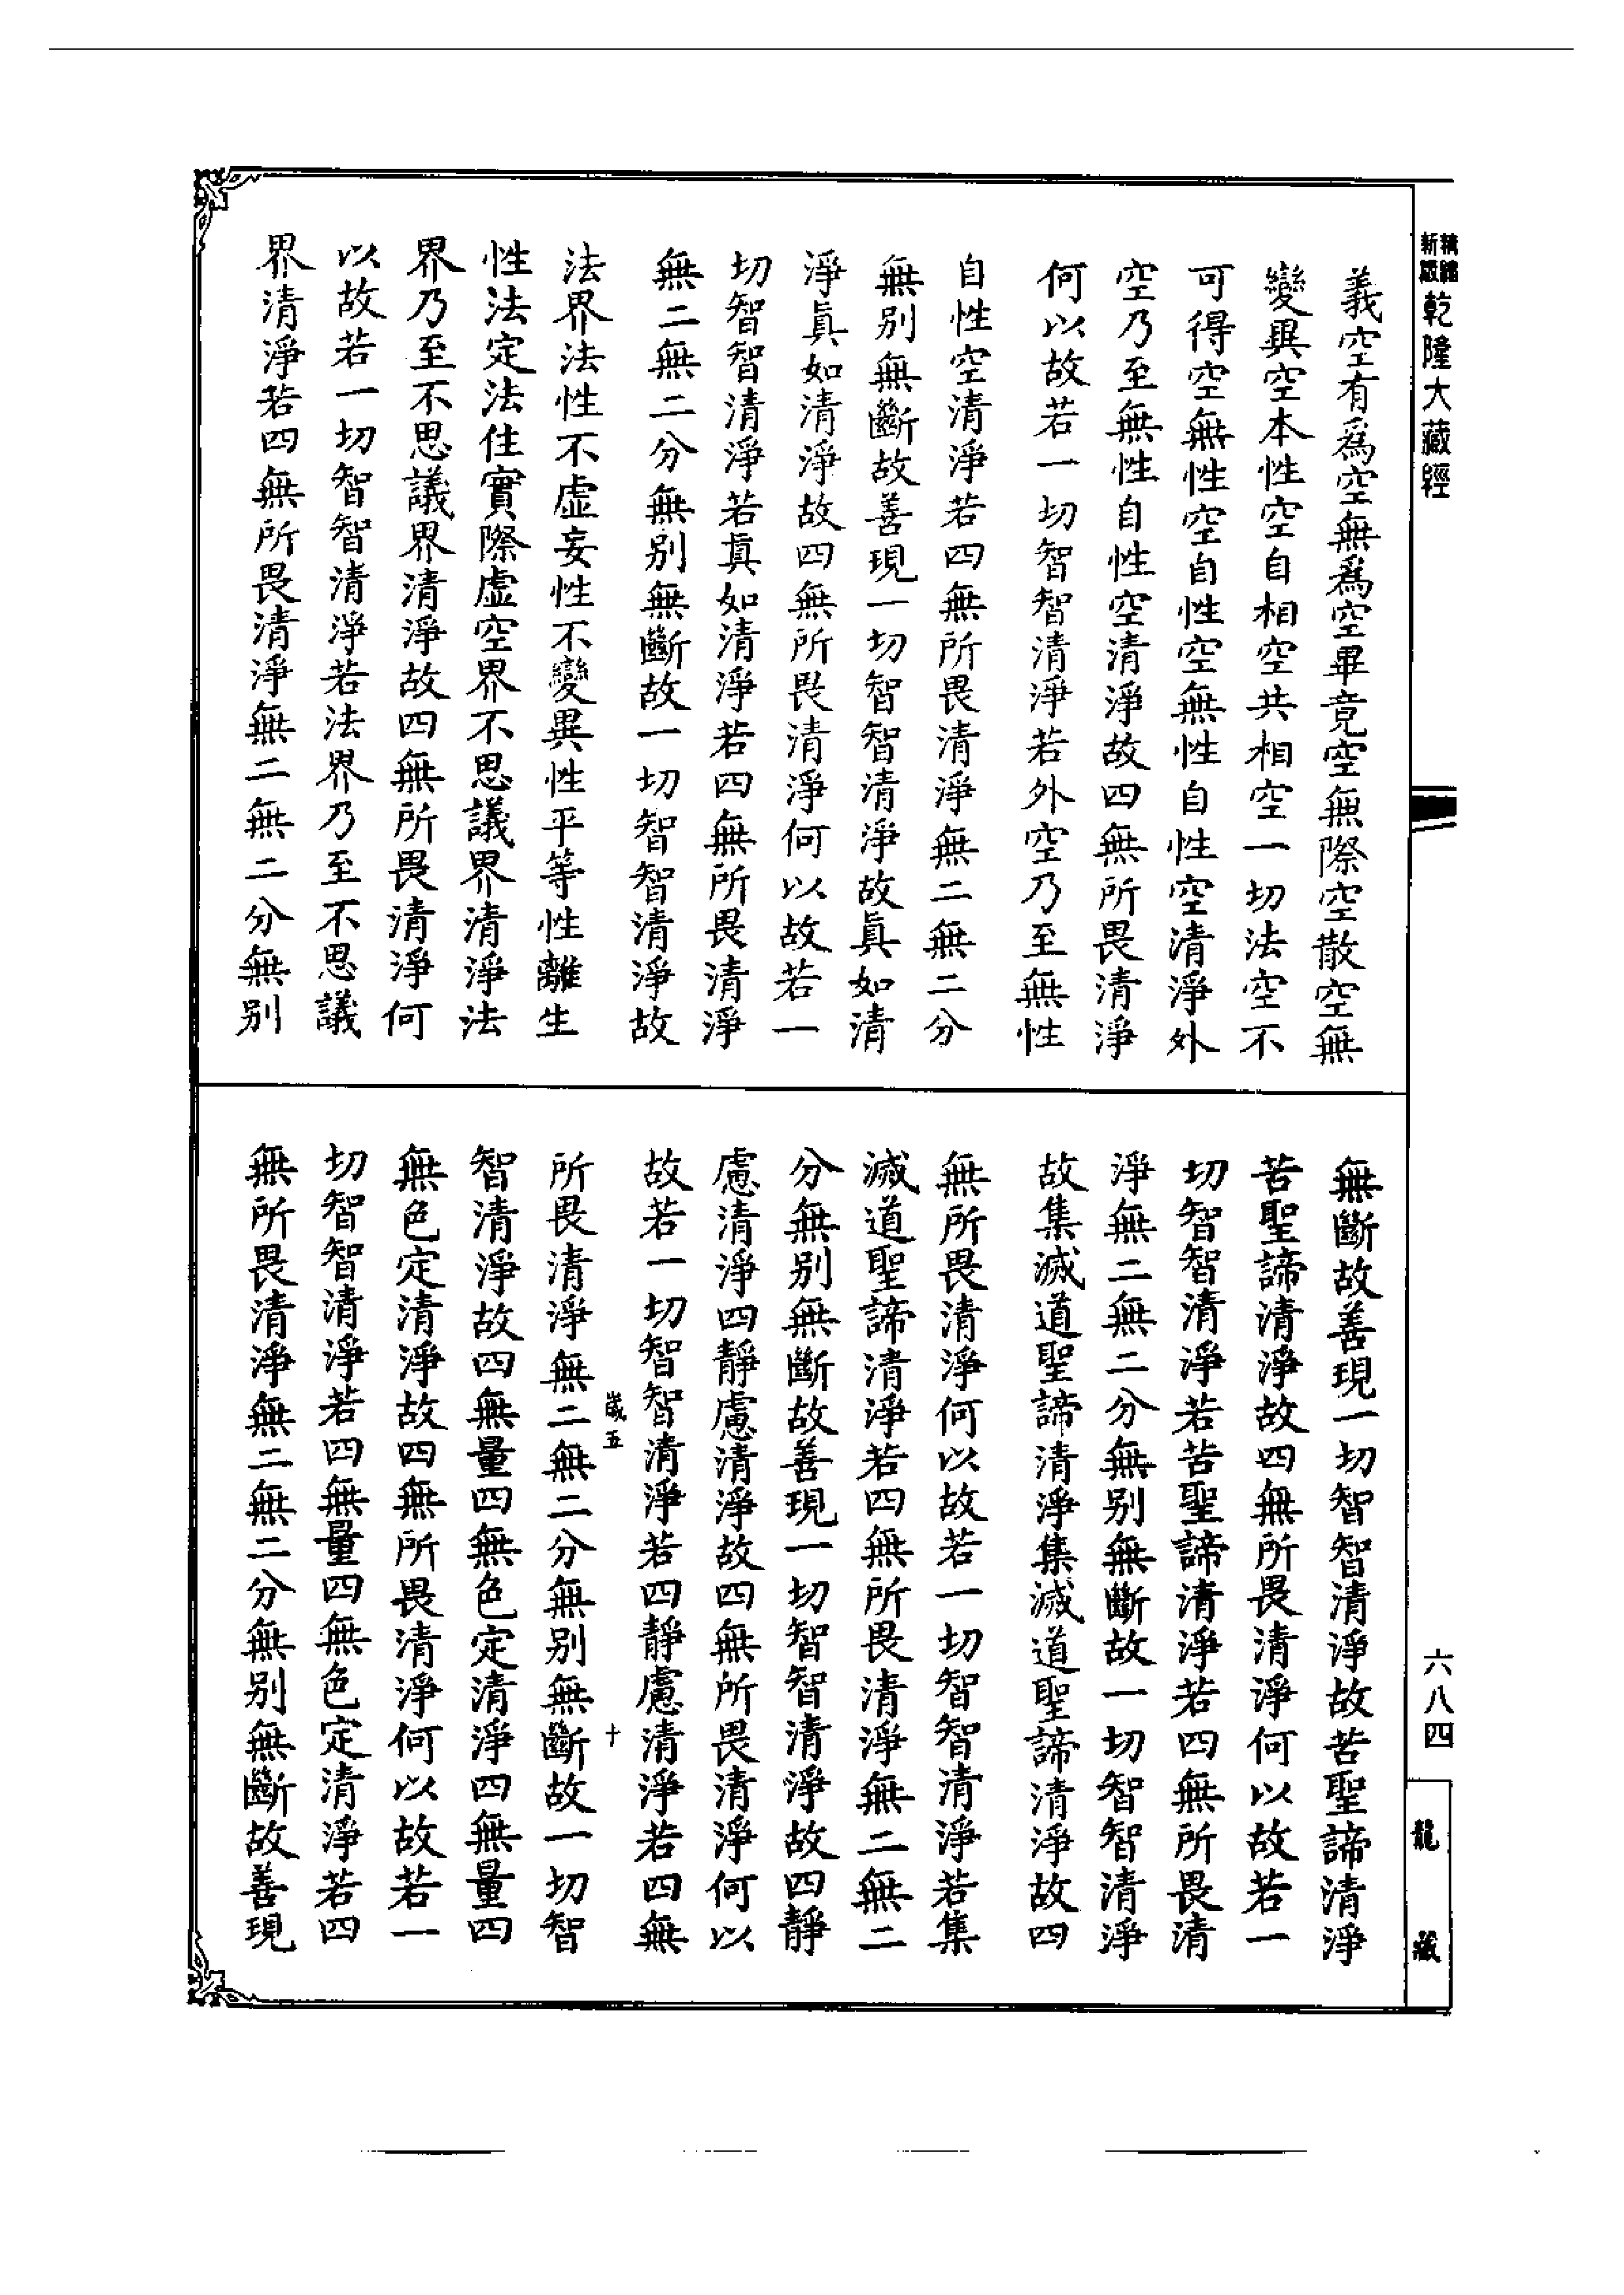 乾隆大藏經
義空有爲空無爲空畢竟空無際空散空無
變異空本性空自相空共相空一切法空不
可得空無性空自性空無性自性空清淨外
空乃至無性自性空清淨故四無所畏清淨
何以故若一切智智清淨若外空乃至無性
自性空清淨若四無所畏清淨無二無二分
無別無斷故善現一切智智清淨故眞如清
淨眞如清淨故四無所畏清淨何以故若一
切智智清淨若眞如清淨若四無所畏清淨
無二無二分無別無斷故一切智智清淨故
法界法性不虛妄性不變異性平等性離生
性法定法住實際虛空界不思議界清淨法
界乃至不思議界清淨故四無所畏清淨何
以故若一切智智清淨若法界乃至不思議
界清淨若四無所畏清淨無二無二分無別
無斷故善現一切智智清淨故苦聖諦清淨
苦聖諦清淨故四無所畏清淨何以故若一
切智智清淨若苦聖諦清淨若四無所畏清
淨無二無二分無別無斷故一切智智清淨
故集滅道聖諦清淨集滅道聖諦清淨故四
無所畏清淨何以故若一切智智清淨若集
滅道聖諦清淨若四無所畏清淨無二無二
分無別無斷故善現一切智智清淨故四靜
慮清淨四靜慮清淨故四無所畏清淨何以
故若一切智智清淨若四靜慮清淨若四無
歲五 十
所畏清淨無二無二分無別無斷故一切智
智清淨故四無量四無色定清淨四無量四
無色定清淨故四無所畏清淨何以故若一
切智智清淨若四無量四無色定清淨若四
無所畏清淨無二無二分無別無斷故善現
六八四
龍藏